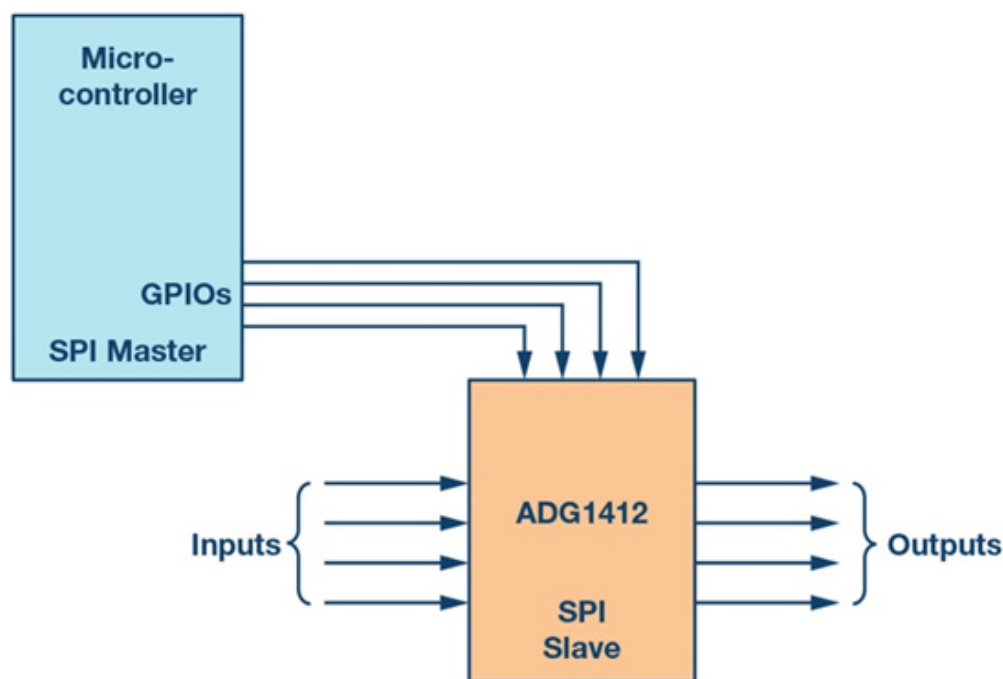 Micro-
controller
GPIOs
SPI Master
ADG1412
Inputs
Outputs
SPI
Slave